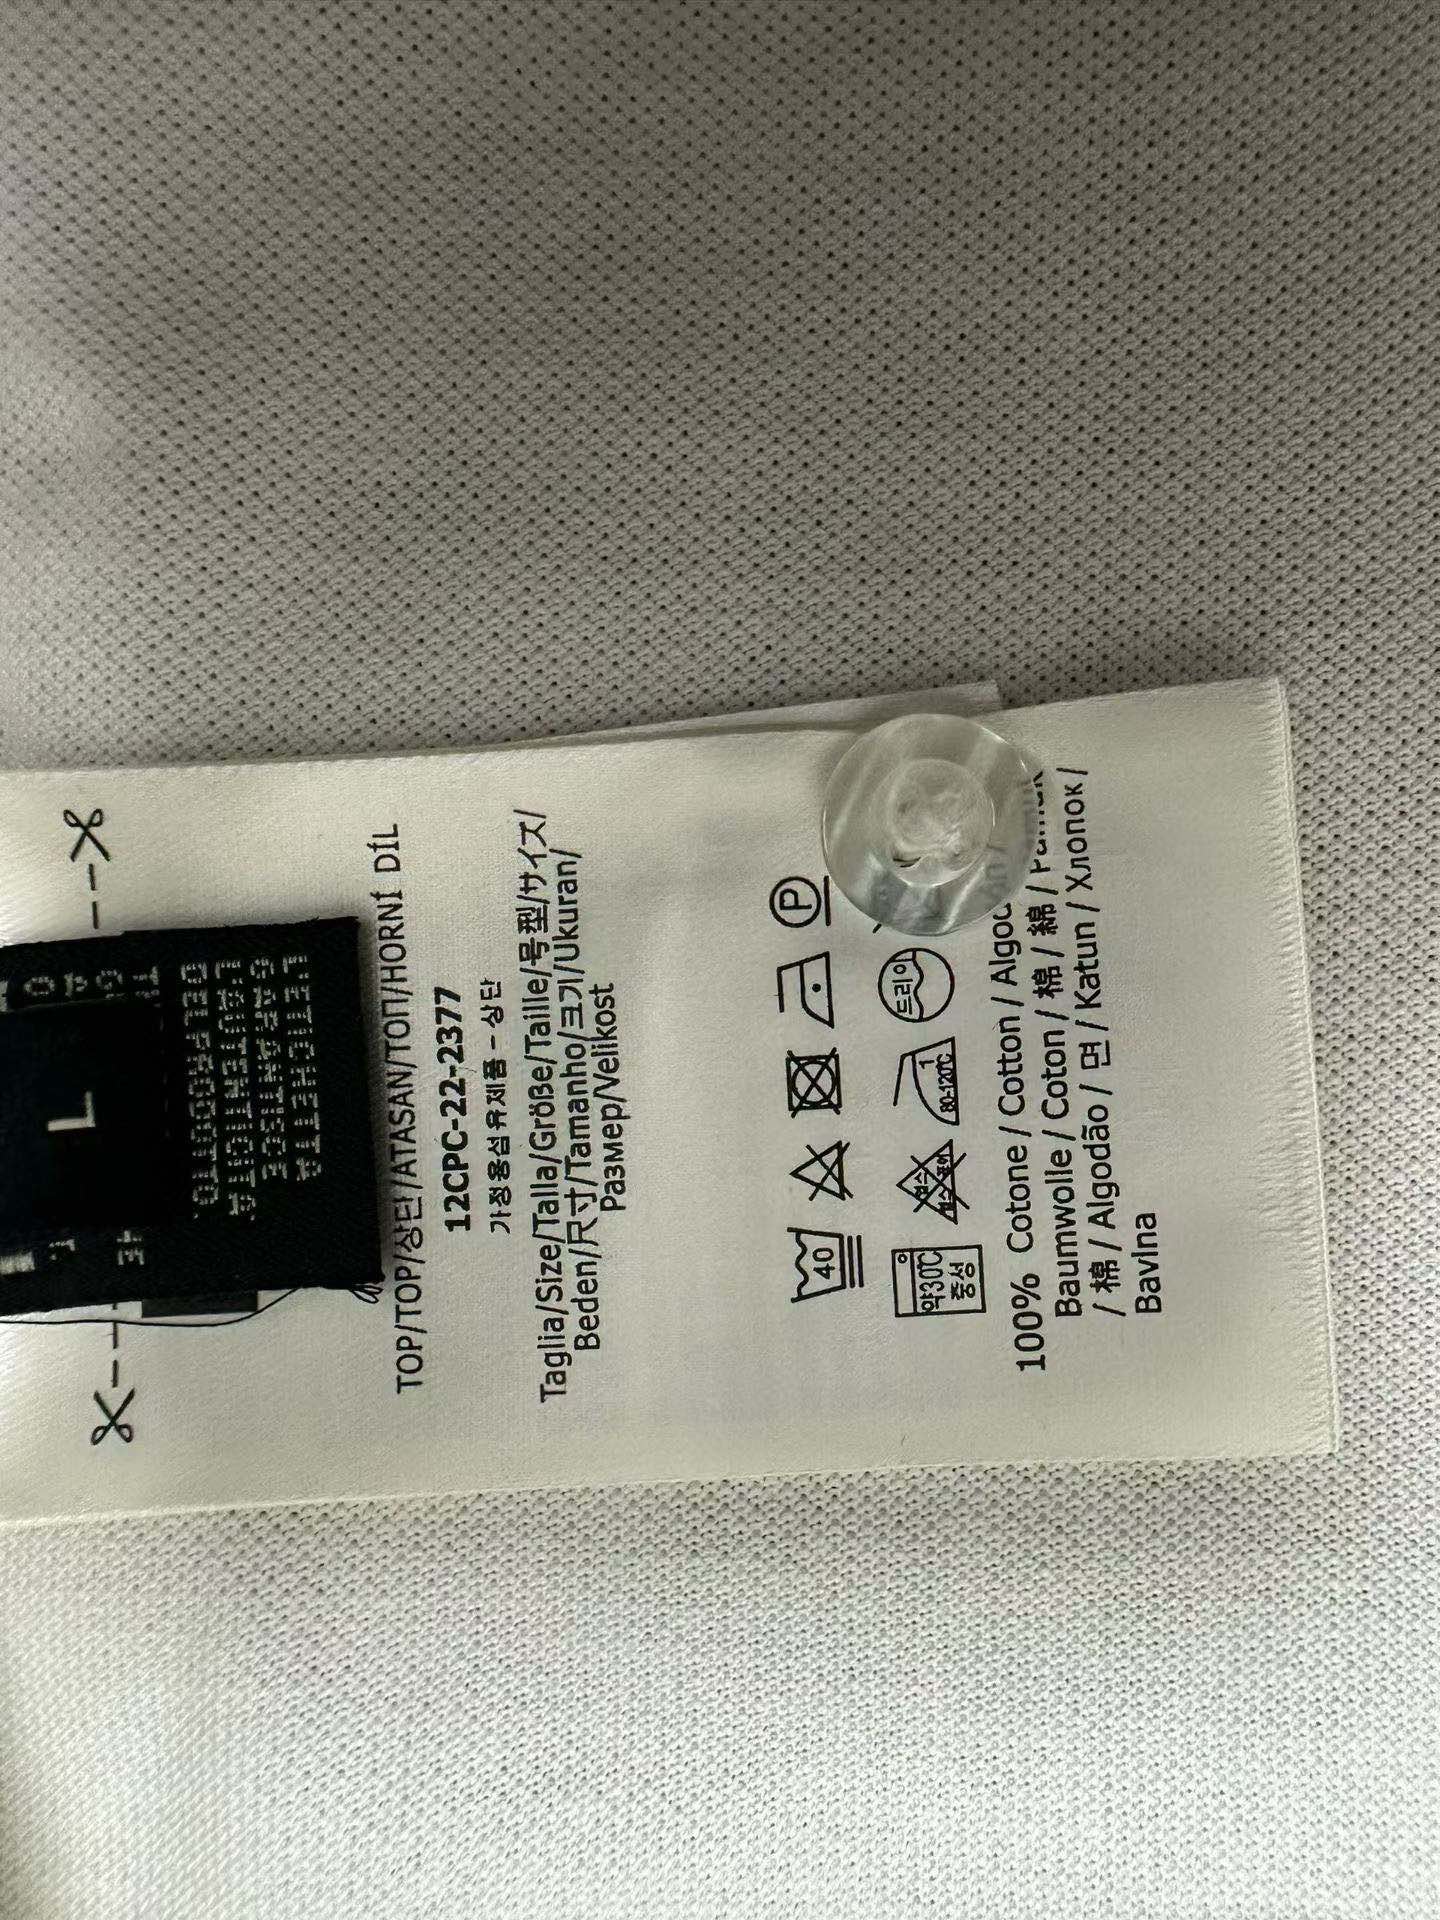 L
ETICHETTA
GARANTISCE
L'AUTENTICITA'
DEL PRODOTTO.
TOP/TOP/상단/ATASAN/ТОП/HORNÍ DÍL
12CPC-22-2377
가정용섬유제품 - 상단
Taglia/Size/Talla/Größe/Taille/号型/サイズ/
Beden/尺寸/Tamanho/크기/Ukuran/
Размер/Velikost
40
P
약30℃
중성
1
80-120℃
드라이
100% Cotone / Cotton /
Baumwolle / Coton / 棉 / 綿 /
/ 棉 / Algodão / 면 / Katun / Хлопок /
Bavlna